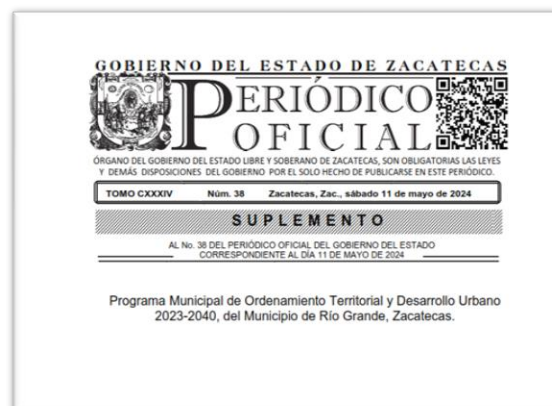 GOBIERNO DEL ESTADO DE ZACATECAS
PERIÓDICO
OFICIAL
ÓRGANO DEL GOBIERNO DEL ESTADO LIBRE Y SOBERANO DE ZACATECAS, SON OBLIGATORIAS LAS LEYES
Y DEMÁS DISPOSICIONES DEL GOBIERNO POR EL SOLO HECHO DE PUBLICARSE EN ESTE PERIÓDICO.
TOMO CXXXIV Núm. 38 Zacatecas, Zac., sábado 11 de mayo de 2024
SUPLEMENTO
AL No. 38 DEL PERIÓDICO OFICIAL DEL GOBIERNO DEL ESTADO
CORRESPONDIENTE AL DÍA 11 DE MAYO DE 2024
Programa Municipal de Ordenamiento Territorial y Desarrollo Urbano
2023-2040, del Municipio de Río Grande, Zacatecas.